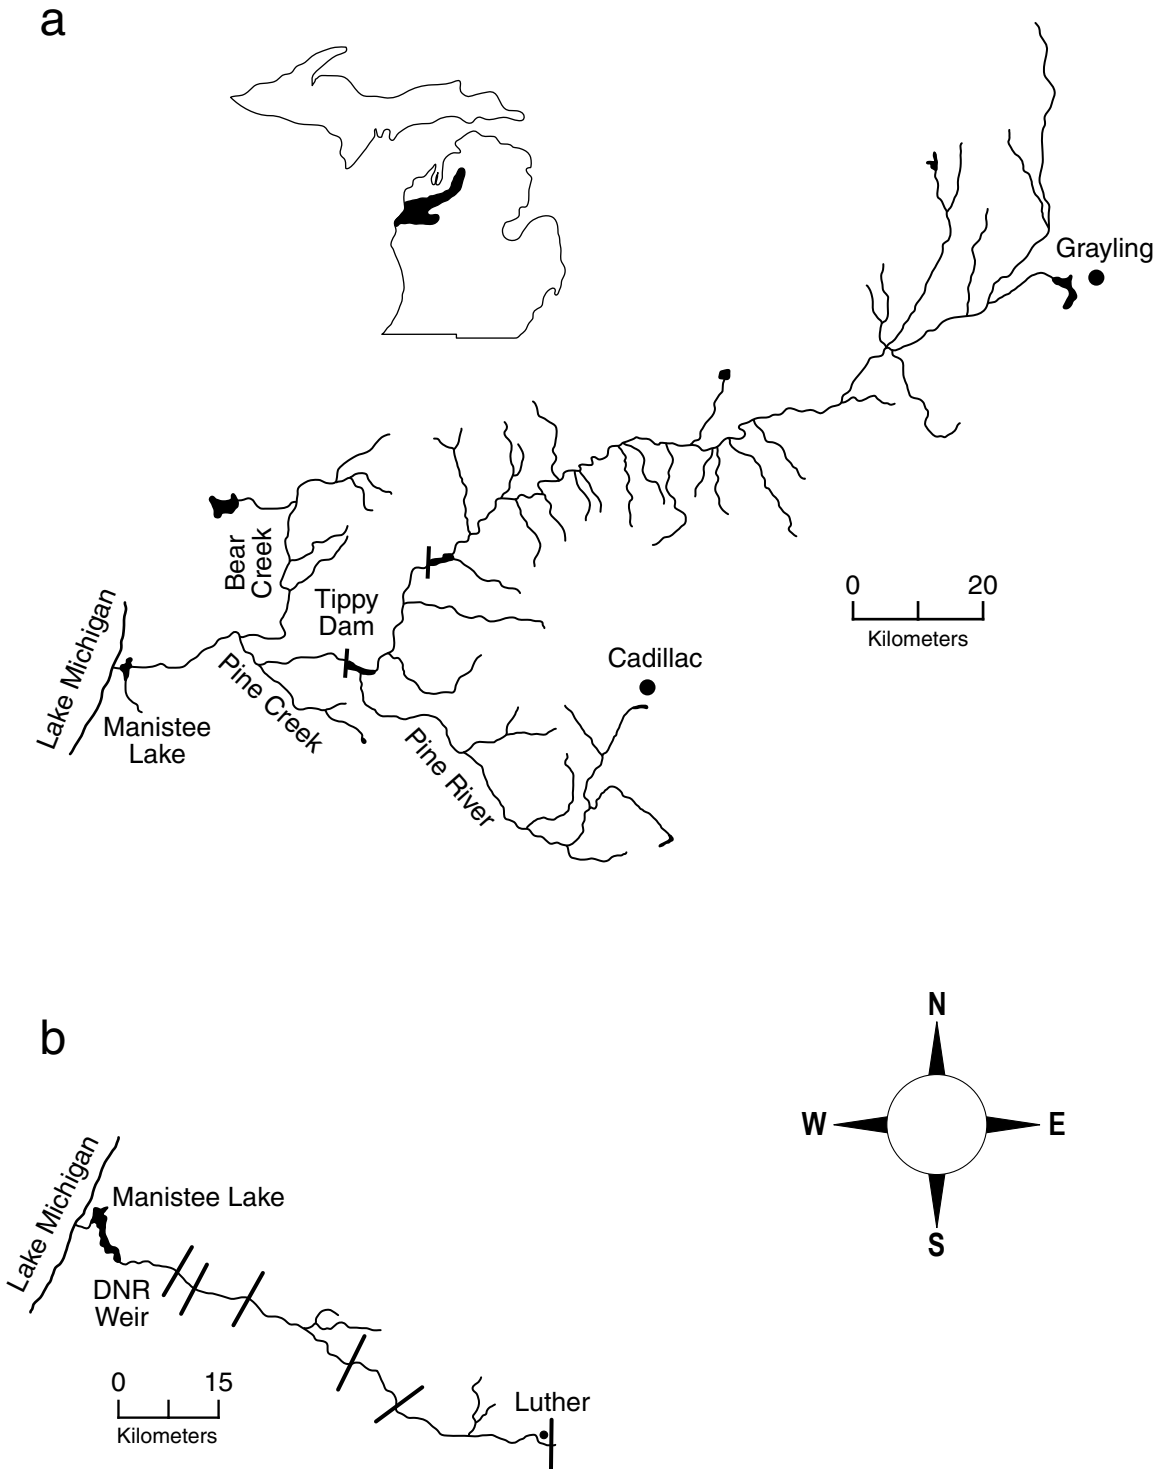 a
Grayling
Bear
Creek
Tippy
Dam
0 20
Kilometers
Lake Michigan
Cadillac
Pine Creek
Manistee
Lake
Pine River
b
N
W E
S
Lake Michigan
Manistee Lake
DNR
Weir
0 15
Kilometers
Luther